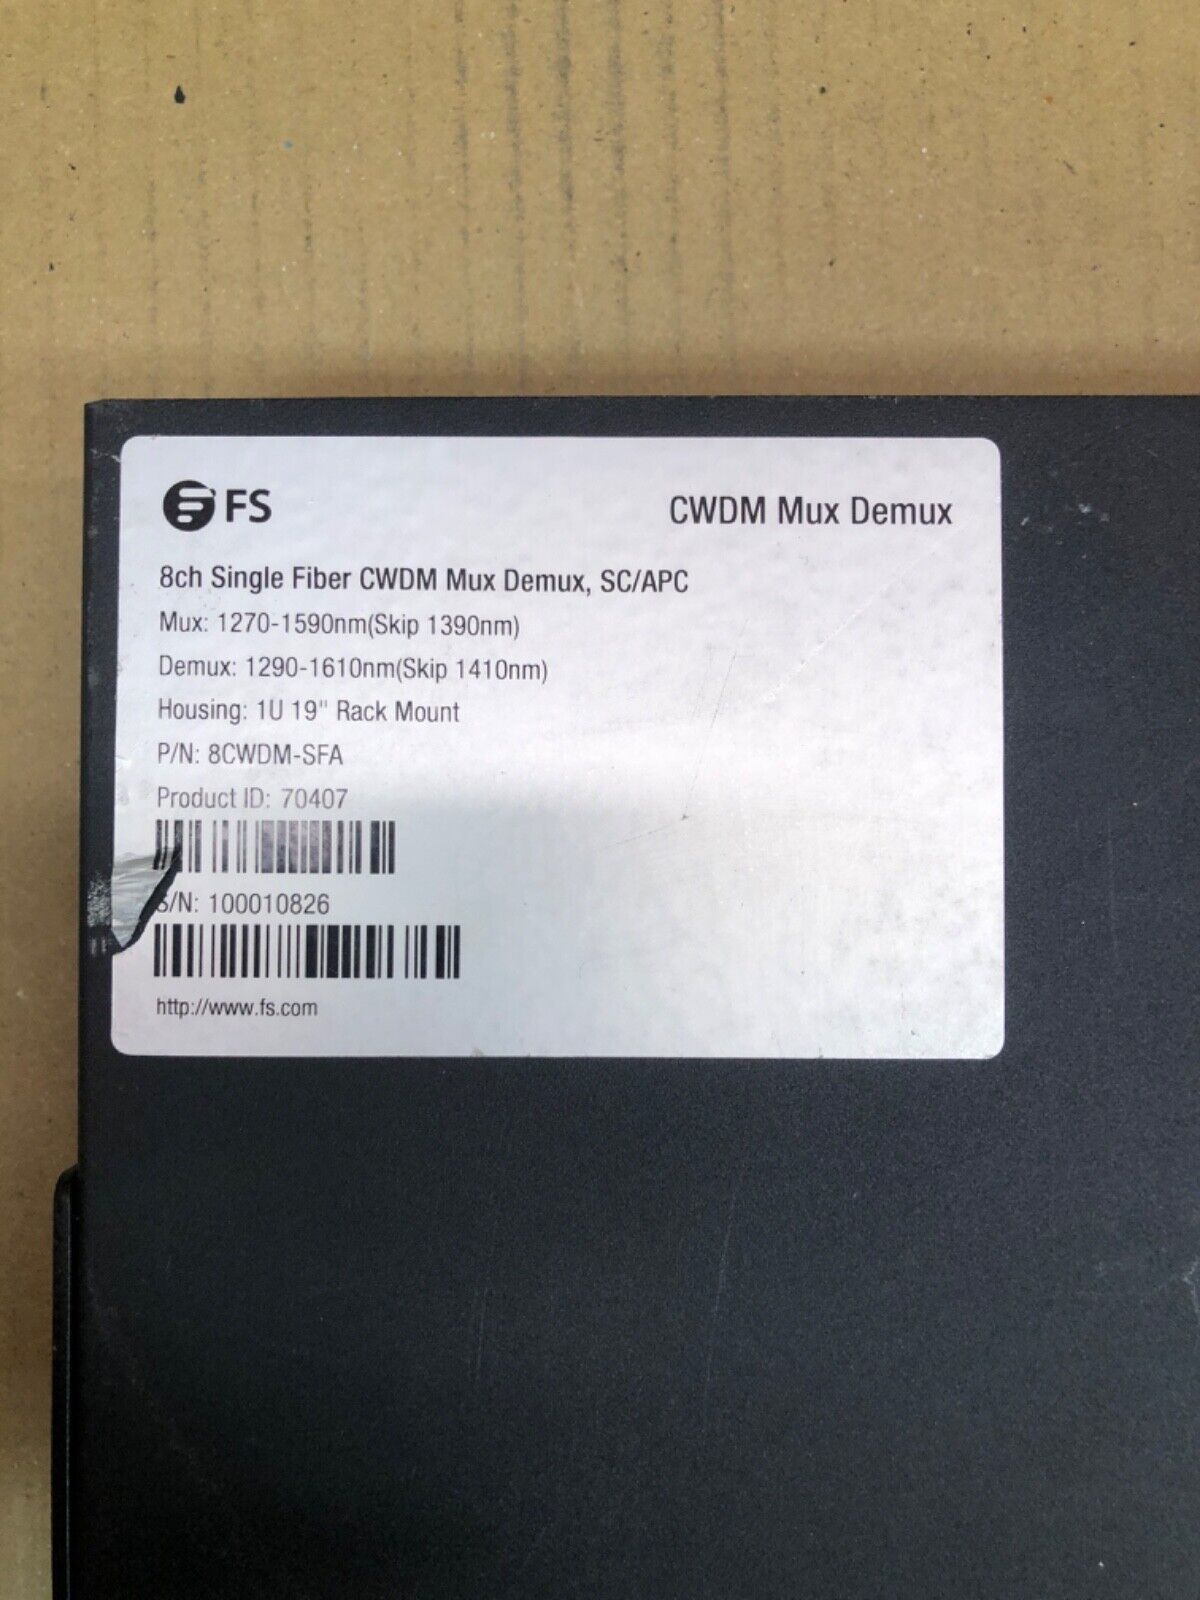 FS
CWDM Mux Demux
8ch Single Fiber CWDM Mux Demux, SC/APC
Mux: 1270-1590nm(Skip 1390nm)
Demux: 1290-1610nm(Skip 1410nm)
Housing: 1U 19" Rack Mount
P/N: 8CWDM-SFA
Product ID: 70407
S/N: 100010826
http://www.fs.com